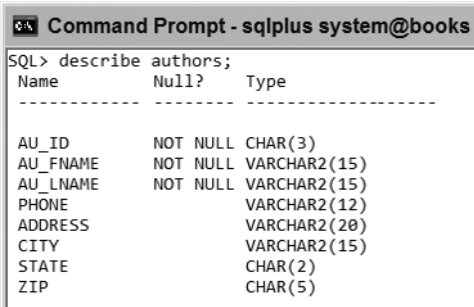 Command Prompt - sqlplus system@books
SQL> describe authors;
Name Null? Type
------------ -------- -------------------
AU_ID NOT NULL CHAR(3)
AU_FNAME NOT NULL VARCHAR2(15)
AU_LNAME NOT NULL VARCHAR2(15)
PHONE VARCHAR2(12)
ADDRESS VARCHAR2(20)
CITY VARCHAR2(15)
STATE CHAR(2)
ZIP CHAR(5)